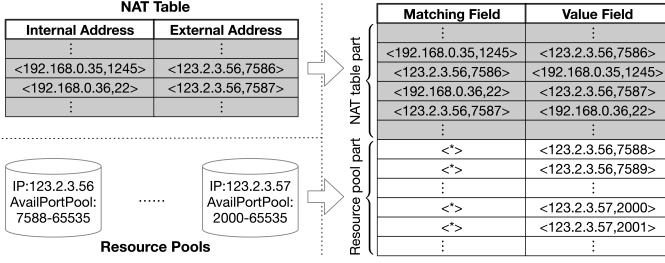 NAT Table
Internal Address External Address
⋮ ⋮
<192.168.0.35,1245> <123.2.3.56,7586>
<192.168.0.36,22> <123.2.3.56,7587>
⋮ ⋮
IP:123.2.3.56
AvailPortPool:
7588-65535
......
IP:123.2.3.57
AvailPortPool:
2000-65535
Resource Pools
NAT table part
Resource pool part
Matching Field Value Field
⋮ ⋮
<192.168.0.35,1245> <123.2.3.56,7586>
<123.2.3.56,7586> <192.168.0.35,1245>
<192.168.0.36,22> <123.2.3.56,7587>
<123.2.3.56,7587> <192.168.0.36,22>
⋮ ⋮
<*> <123.2.3.56,7588>
<*> <123.2.3.56,7589>
⋮ ⋮
<*> <123.2.3.57,2000>
<*> <123.2.3.57,2001>
⋮ ⋮